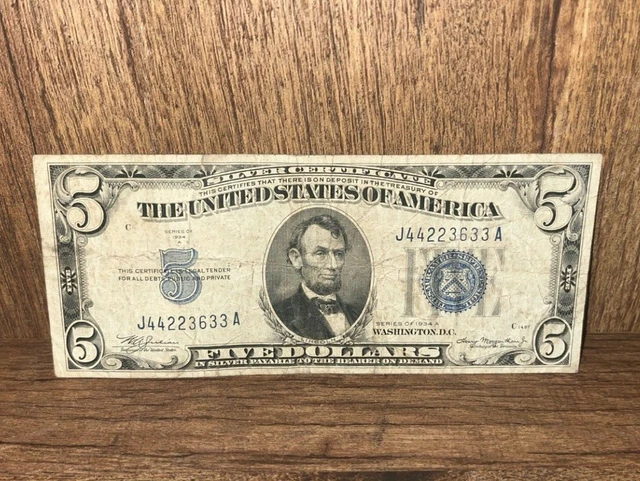 SILVER CERTIFICATE
5 THIS CERTIFIES THAT THERE IS ON DEPOSIT IN THE TREASURY OF 5
THE UNITED STATES OF AMERICA
C
SERIES OF
1934
A
J44223633A
THIS CERTIFICATE IS LEGAL TENDER
FOR ALL DEBTS PUBLIC AND PRIVATE
5
FIVE
J44223633A
SERIES OF 1934 A
WASHINGTON, D.C.
5 FIVE DOLLARS 5
IN SILVER PAYABLE TO THE BEARER ON DEMAND